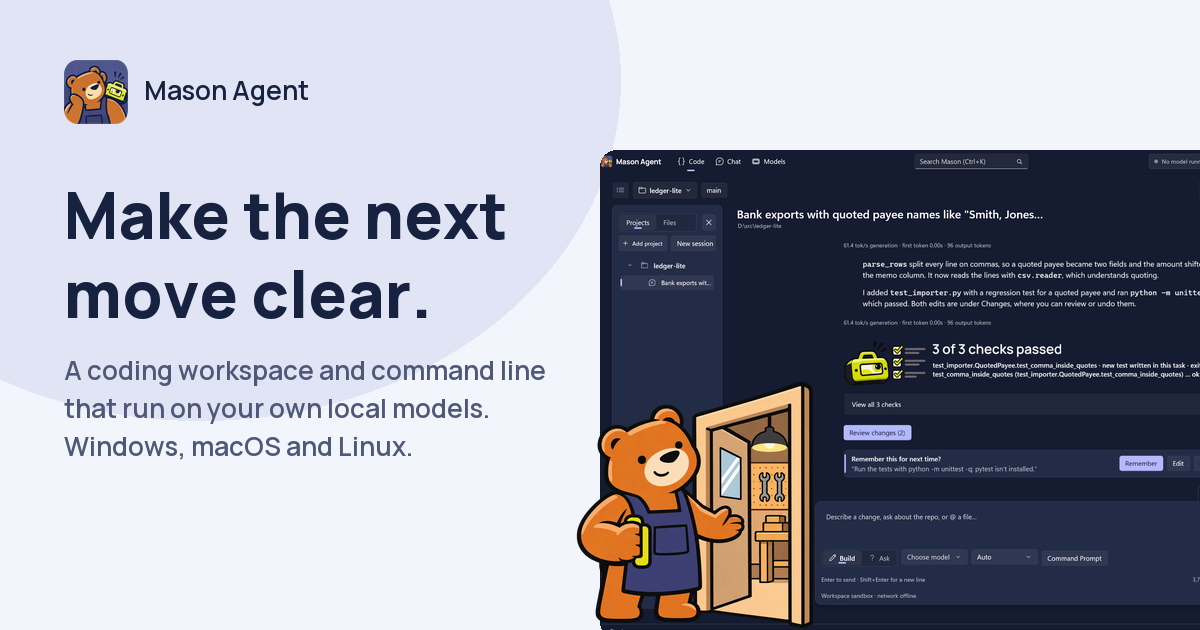 Mason Agent
Make the next
move clear.
A coding workspace and command line
that run on your own local models.
Windows, macOS and Linux.
Mason Agent
{} Code
Chat
Models
Search Mason (Ctrl+K)
No model
ledger-lite
main
Projects
Files
+ Add project
New session
ledger-lite
Bank exports wit...
Bank exports with quoted payee names like "Smith, Jones...
D:\src\ledger-lite
61.4 tok/s generation · first token 0.00s · 96 output tokens
parse_rows split every line on commas, so a quoted payee became two fields and the amount
the memo column. It now reads the lines with csv.reader, which understands quoting.
I added test_importer.py with a regression test for a quoted payee and ran python -m
which passed. Both edits are under Changes, where you can review or undo them.
61.4 tok/s generation · first token 0.00s · 96 output tokens
3 of 3 checks passed
test_importer.QuotedPayee.test_comma_inside_quotes · new test written in this task ·
test_comma_inside_quotes (test_importer.QuotedPayee.test_comma_inside_quotes) ... ok
View all 3 checks
Review changes (2)
Remember this for next time?
"Run the tests with python -m unittest -q; pytest isn't installed."
Remember
Edit
Describe a change, ask about the repo, or @ a file...
Build
? Ask
Choose model
Auto
Command Prompt
Enter to send · Shift+Enter for a new line
3.7
Workspace sandbox · network offline